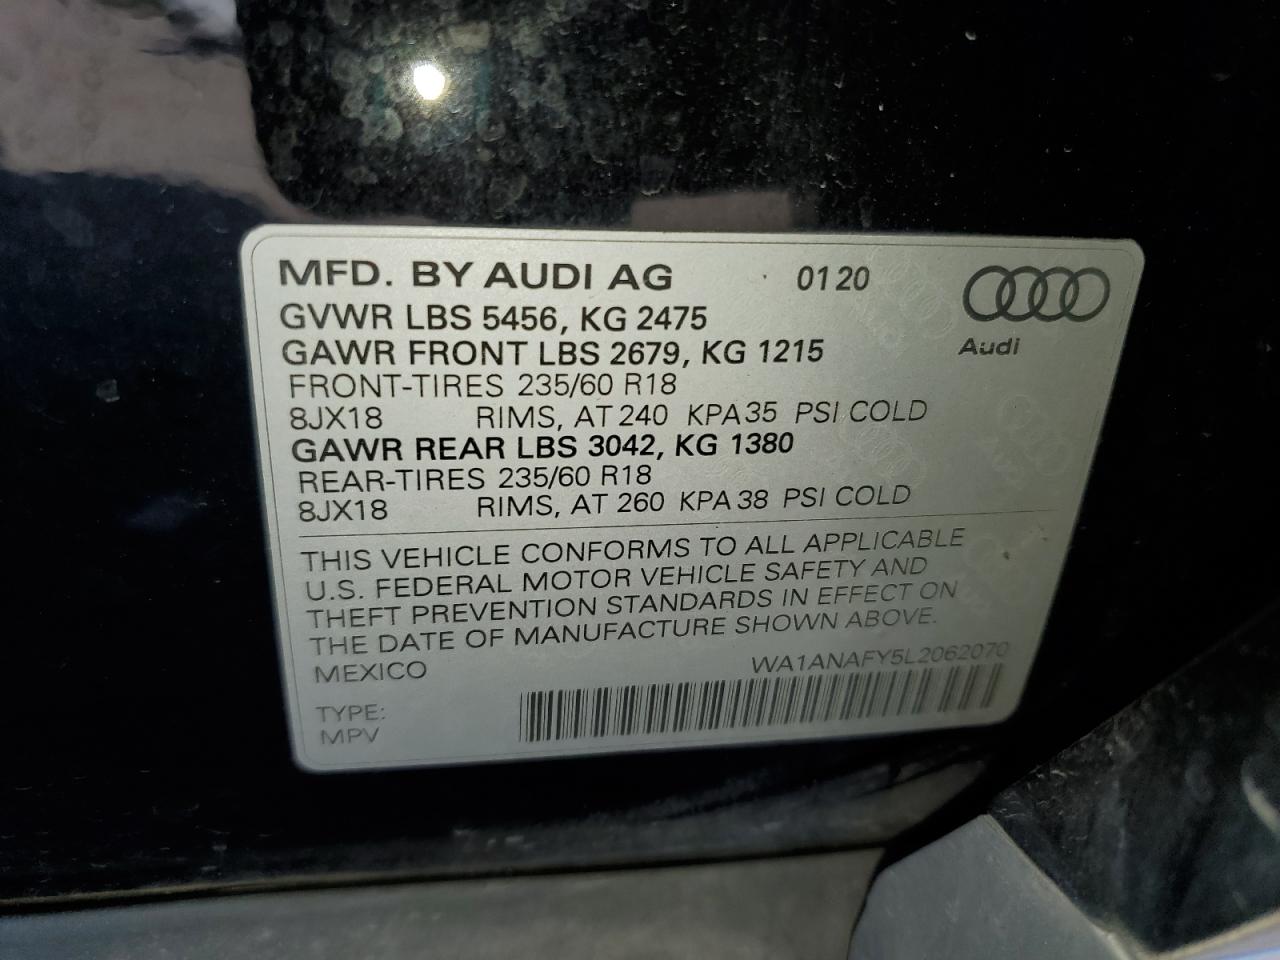 MFD. BY AUDI AG 01 20
GVWR LBS 5456, KG 2475
GAWR FRONT LBS 2679, KG 1215
Audi
FRONT-TIRES 235/60 R18
8JX18 RIMS, AT 240 KPA 35 PSI COLD
GAWR REAR LBS 3042, KG 1380
REAR-TIRES 235/60 R18
8JX18 RIMS, AT 260 KPA 38 PSI COLD
THIS VEHICLE CONFORMS TO ALL APPLICABLE
U.S. FEDERAL MOTOR VEHICLE SAFETY AND
THEFT PREVENTION STANDARDS IN EFFECT ON
THE DATE OF MANUFACTURE SHOWN ABOVE.
MEXICO WA1ANAFY5L2062070
TYPE:
MPV